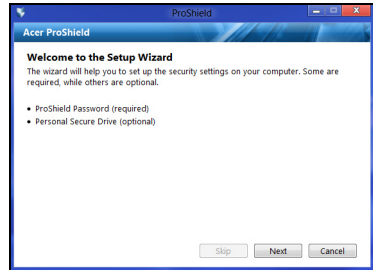 ProShield
Acer ProShield
Welcome to the Setup Wizard
The wizard will help you to set up the security settings on your computer. Some are
required, while others are optional.
• ProShield Password (required)
• Personal Secure Drive (optional)
Skip Next Cancel